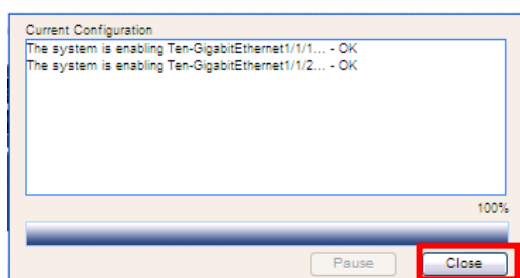 Current Configuration
The system is enabling Ten-GigabitEthernet1/1/1... - OK
The system is enabling Ten-GigabitEthernet1/1/2... - OK
100%
Pause Close